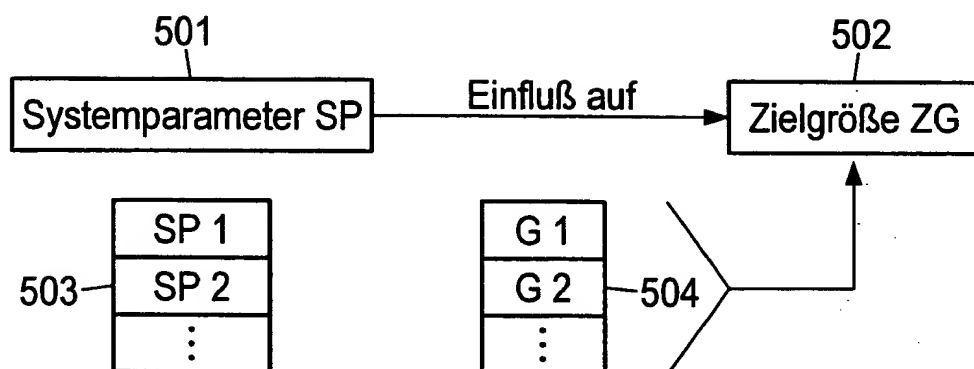 501
502
Systemparameter SP
Einfluß auf
Zielgröße ZG
SP 1
G 1
503
SP 2
G 2
504
⋮
⋮